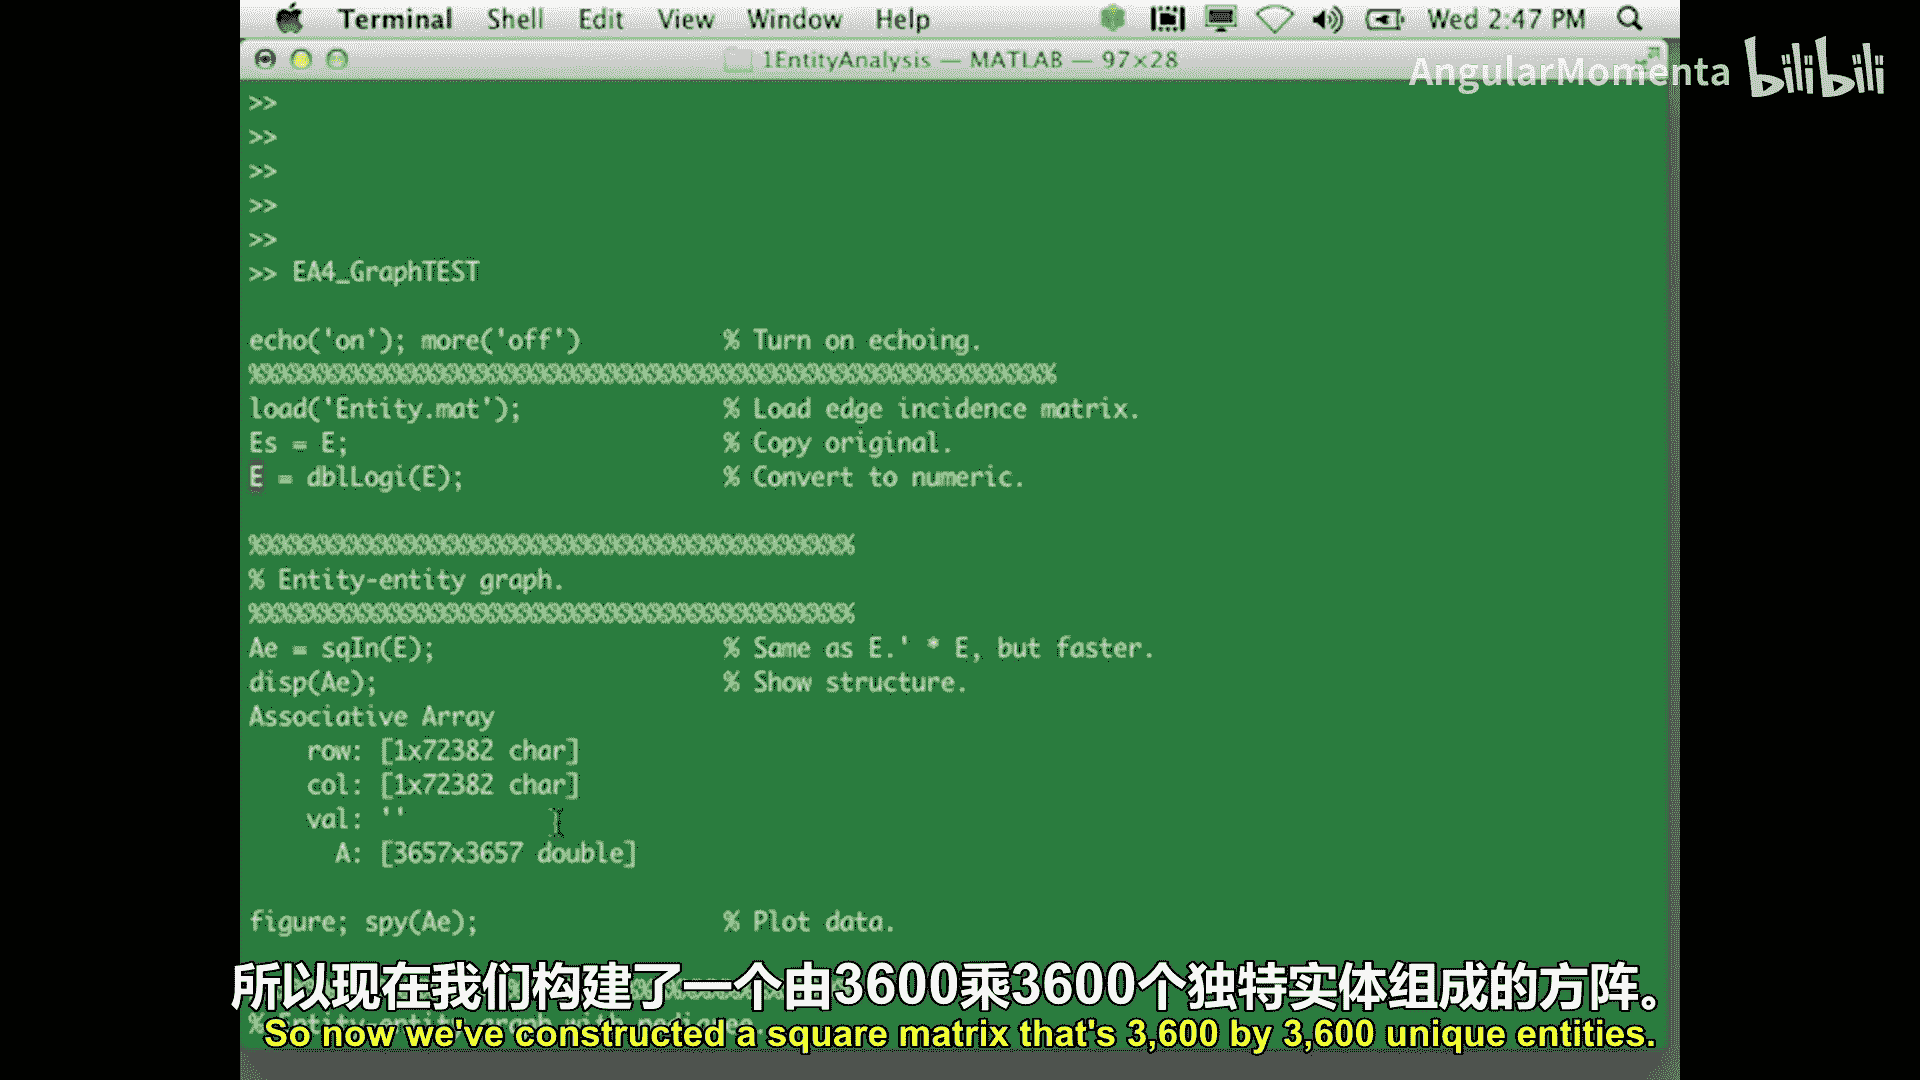 Terminal Shell Edit View Window Help Wed 2:47 PM
1EntityAnalysis — MATLAB — 97×28
AngularMomenta bilibili
>>
>>
>>
>>
>>
>> EA4_GraphTEST
echo('on'); more('off') % Turn on echoing.
%%%%%%%%%%%%%%%%%%%%%%%%%%%%%%%%%%%%%%%%%%%%%%%%%%%%%%%%
load('Entity.mat'); % Load edge incidence matrix.
Es = E; % Copy original.
E = dblLogi(E); % Convert to numeric.
%%%%%%%%%%%%%%%%%%%%%%%%%%%%%%%%%%%%%%%%%%
% Entity-entity graph.
%%%%%%%%%%%%%%%%%%%%%%%%%%%%%%%%%%%%%%%%%%
Ae = sqIn(E); % Same as E.' * E, but faster.
disp(Ae); % Show structure.
Associative Array
row: [1x72382 char]
col: [1x72382 char]
val: ''
A: [3657x3657 double]
figure; spy(Ae); % Plot data.
所以现在我们构建了一个由3600乘3600个独特实体组成的方阵。
% Entity-entity graph with pedigree.
So now we've constructed a square matrix that's 3,600 by 3,600 unique entities.